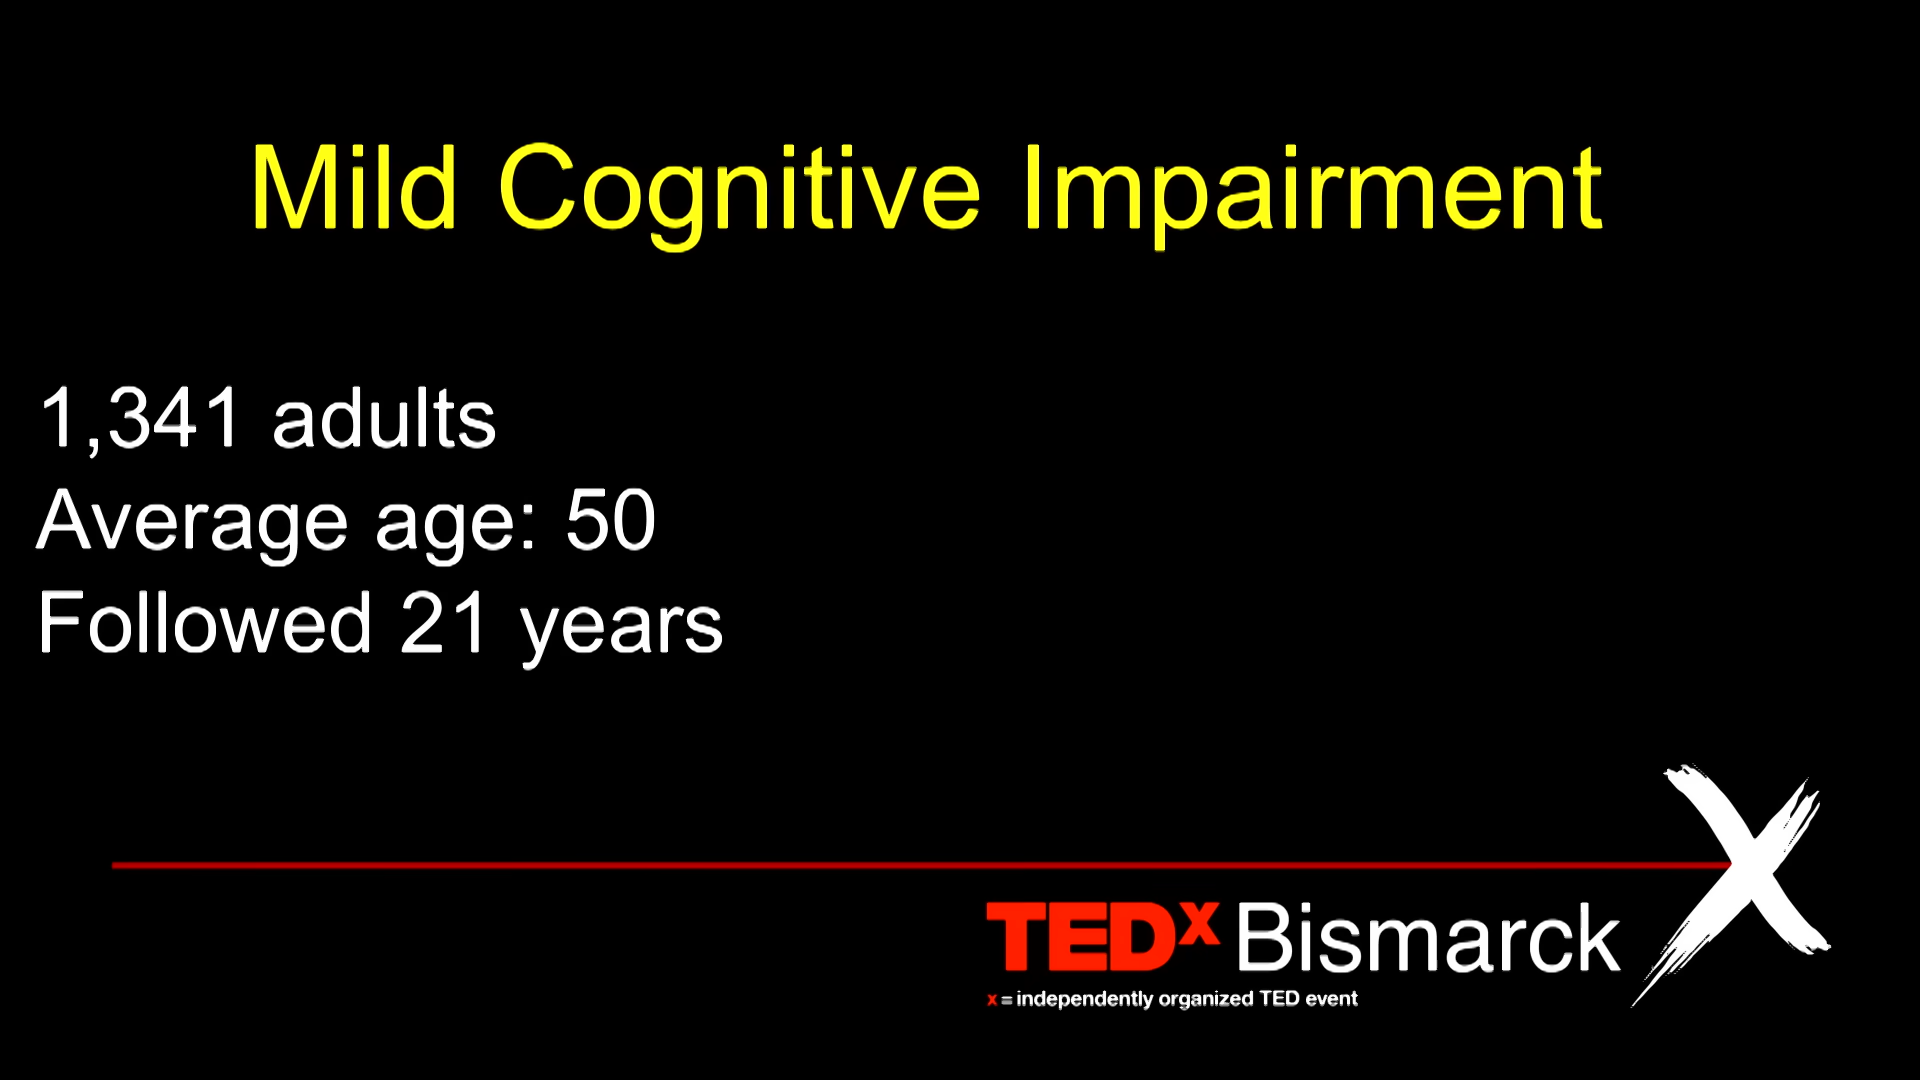 Mild Cognitive Impairment
1,341 adults
Average age: 50
Followed 21 years
TEDx Bismarck
x = independently organized TED event